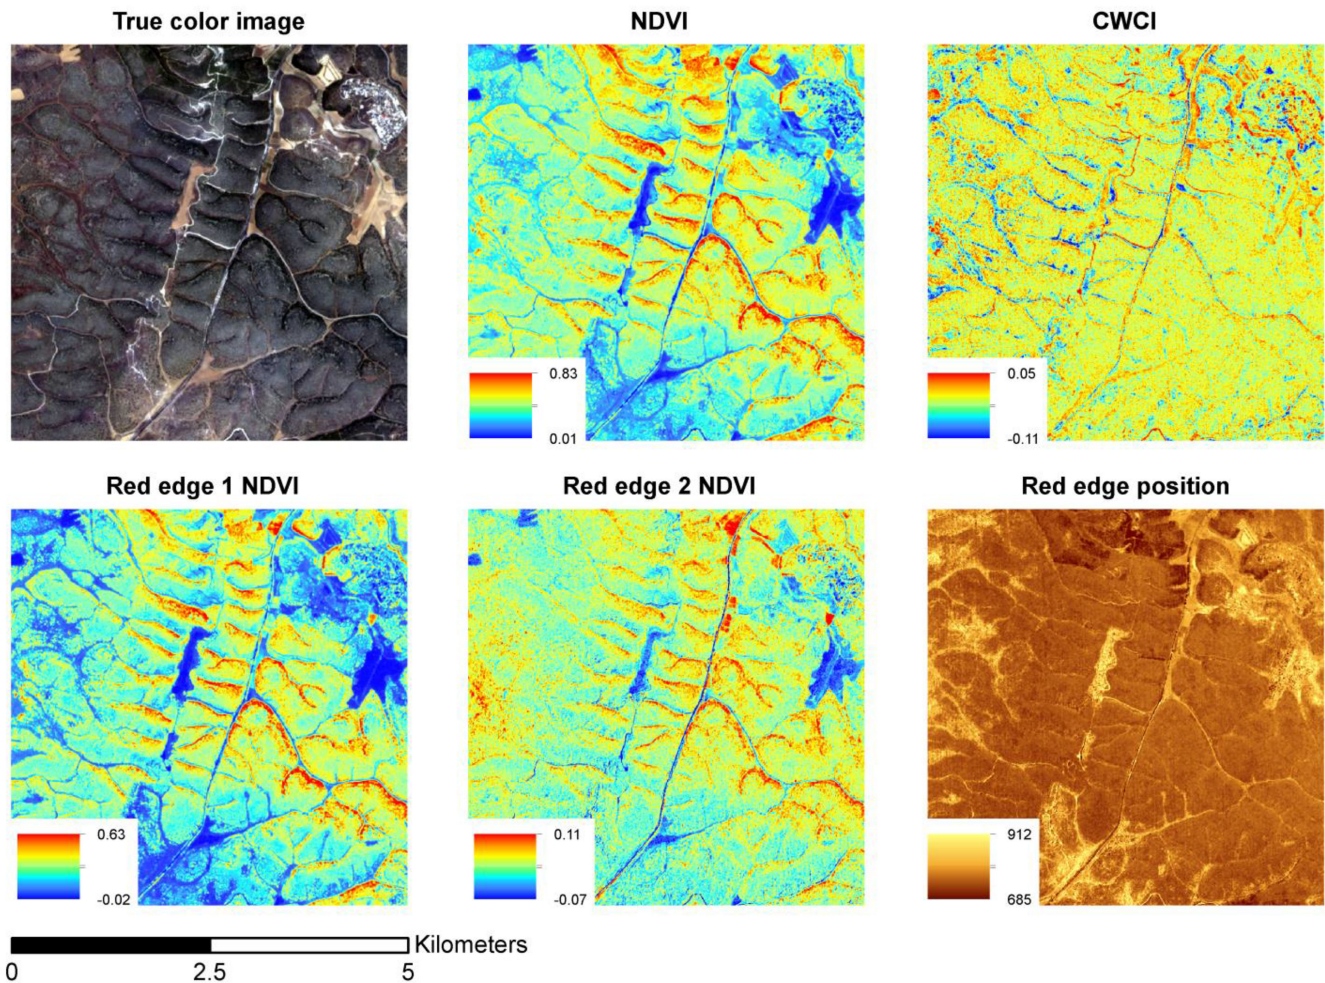 True color image
NDVI
CWCI
0.83
0.01
0.05
-0.11
Red edge 1 NDVI
Red edge 2 NDVI
Red edge position
0.63
-0.02
0.11
-0.07
912
685
Kilometers
0
2.5
5